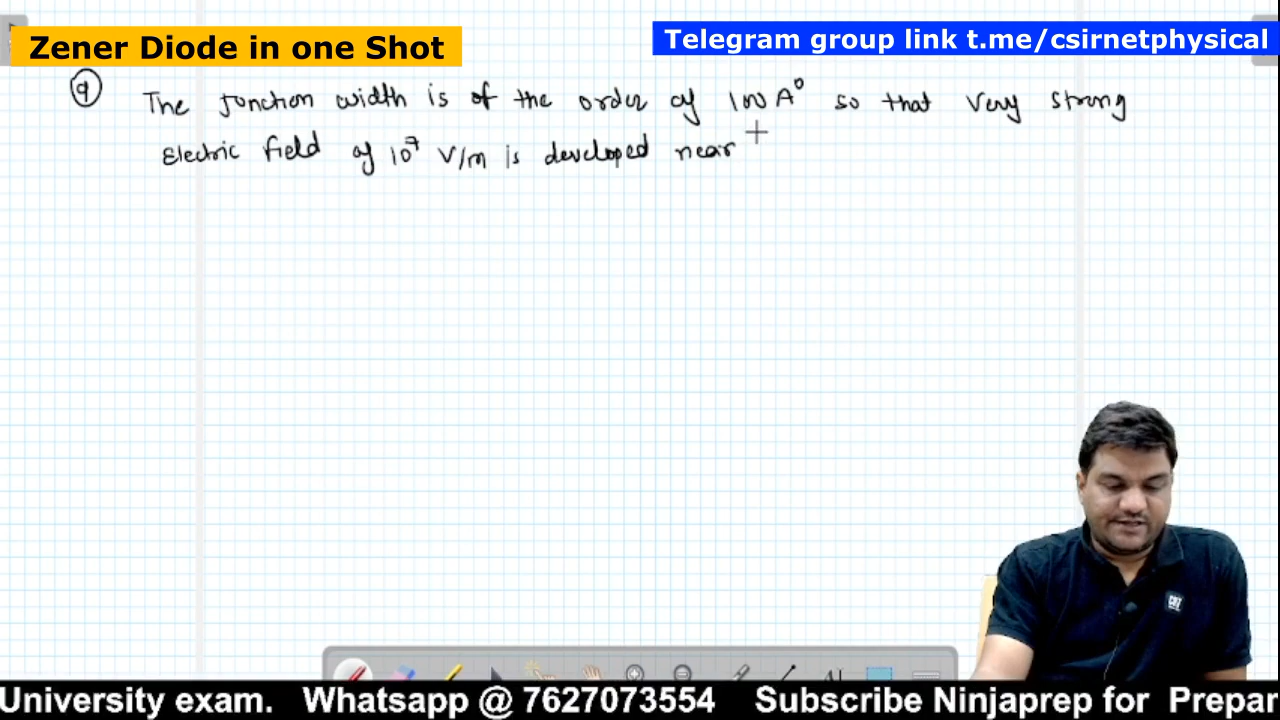 Zener Diode in one Shot
Telegram group link t.me/csirnetphysical
9 The Junction width is of the order of 100 A° so that Very strong
Electric field of 10⁷ V/m is developed near
University exam. Whatsapp @ 7627073554 Subscribe Ninjaprep for Prepar